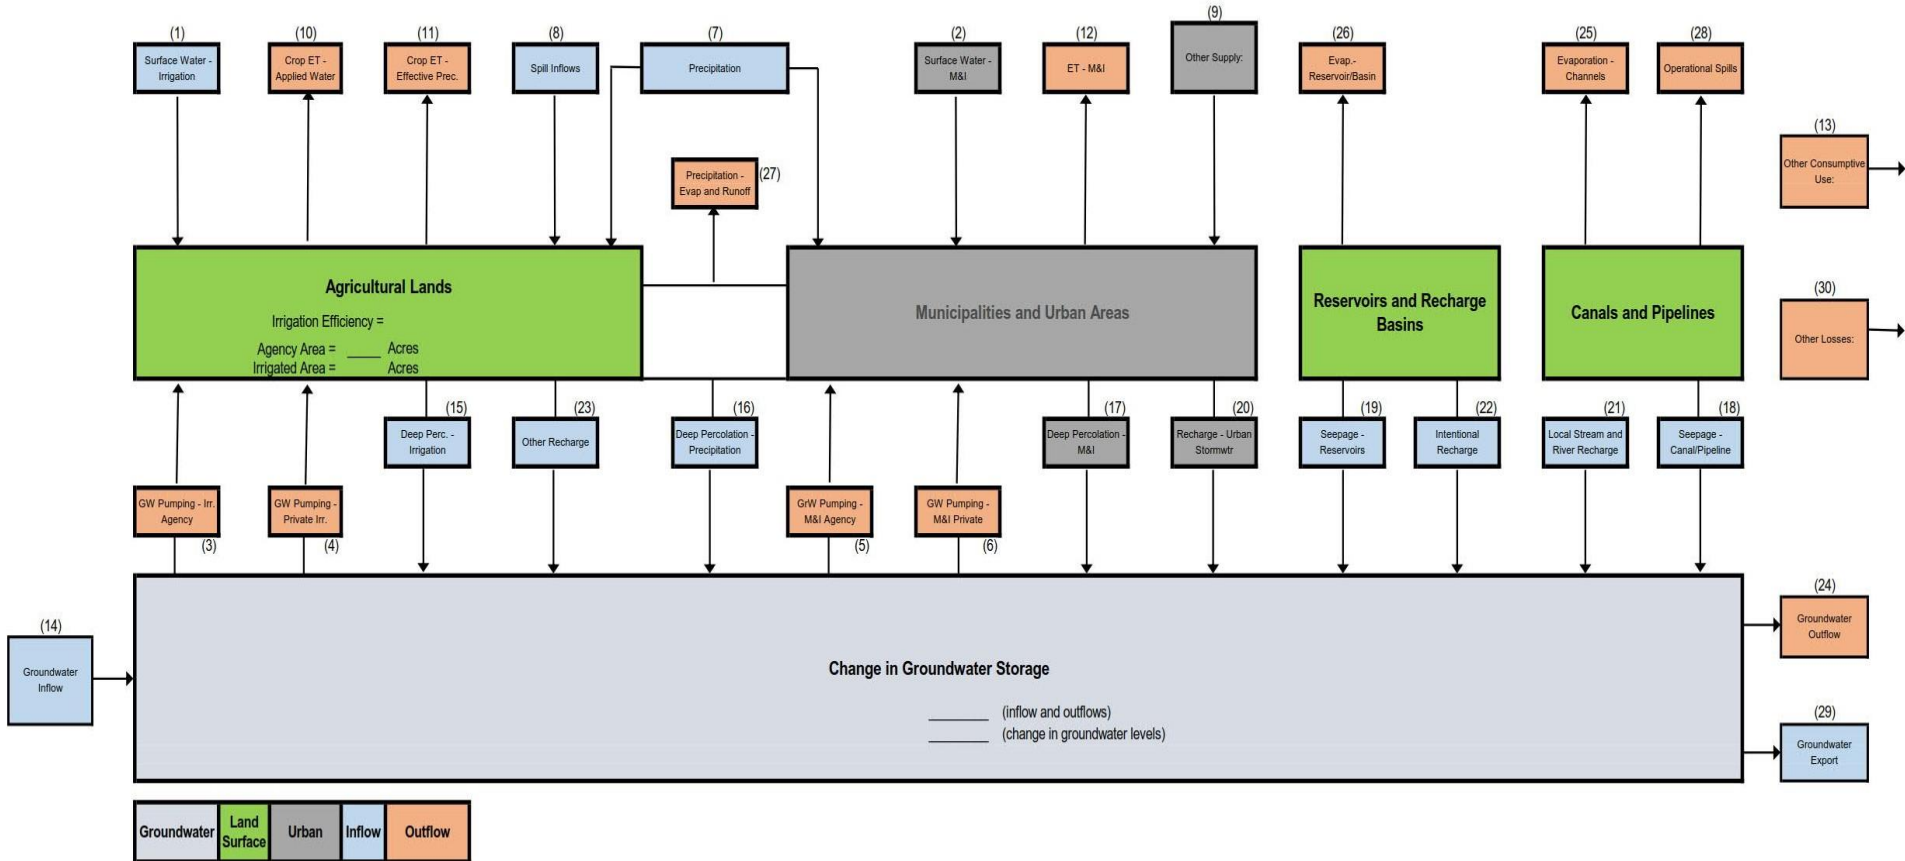 (1)
Surface Water -
Irrigation
(10)
Crop ET -
Applied Water
(11)
Crop ET -
Effective Prec.
(8)
Spill Inflows
(7)
Precipitation
(2)
Surface Water -
M&I
(12)
ET - M&I
(9)
Other Supply:
(26)
Evap.-
Reservoir/Basin
(25)
Evaporation -
Channels
(28)
Operational Spills
(13)
Other Consumptive
Use:
Precipitation -
Evap and Runoff
(27)
Agricultural Lands
Irrigation Efficiency =
Agency Area = ____ Acres
Irrigated Area = Acres
Municipalities and Urban Areas
Reservoirs and Recharge
Basins
Canals and Pipelines
(30)
Other Losses:
(15)
Deep Perc. -
Irrigation
(23)
Other Recharge
(16)
Deep Percolation -
Precipitation
(17)
Deep Percolation -
M&I
(20)
Recharge - Urban
Stormwtr
(19)
Seepage -
Reservoirs
(22)
Intentional
Recharge
(21)
Local Stream and
River Recharge
(18)
Seepage -
Canal/Pipeline
GW Pumping - Irr.
Agency
(3)
GW Pumping -
Private Irr.
(4)
GrW Pumping -
M&I Agency
(5)
GW Pumping -
M&I Private
(6)
(14)
Groundwater
Inflow
Change in Groundwater Storage
______ (inflow and outflows)
______ (change in groundwater levels)
(24)
Groundwater
Outflow
(29)
Groundwater
Export
Groundwater
Land
Surface
Urban
Inflow
Outflow